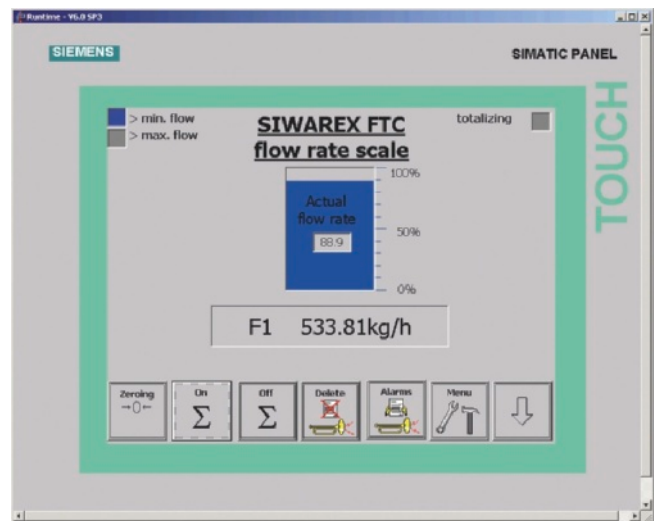 Runtime - V6.0 SP3
SIEMENS
SIMATIC PANEL
TOUCH
> min. flow
> max. flow
SIWAREX FTC
flow rate scale
totalizing
100%
Actual
flow rate
88.9
50%
0%
F1 533.81kg/h
Zeroing
→0←
On
Σ
Off
Σ
Delete
Alarms
Menu